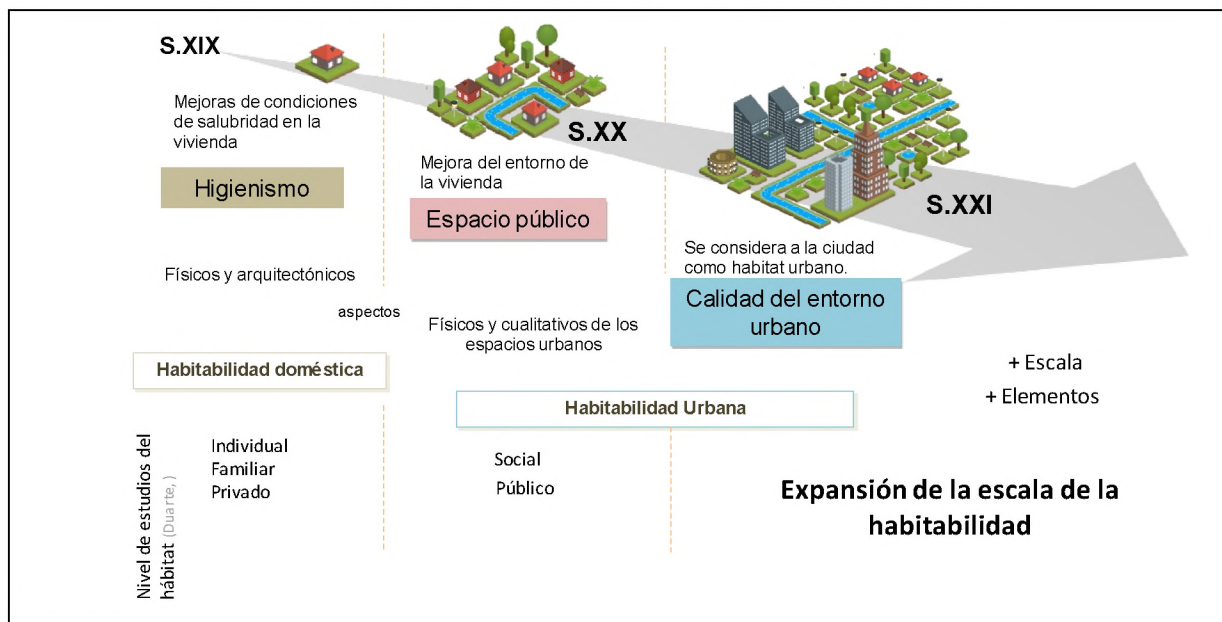 S.XIX
Mejoras de condiciones
de salubridad en la
vivienda
Higienismo
Físicos y arquitectónicos
aspectos
Habitabilidad doméstica
Nivel de estudios del
hábitat (Duarte, )
Individual
Familiar
Privado
S.XX
Mejora del entorno de
la vivienda
Espacio público
Físicos y cualitativos de los
espacios urbanos
Habitabilidad Urbana
Social
Público
S.XXI
Se considera a la ciudad
como habitat urbano.
Calidad del entorno
urbano
+ Escala
+ Elementos
Expansión de la escala de la
habitabilidad